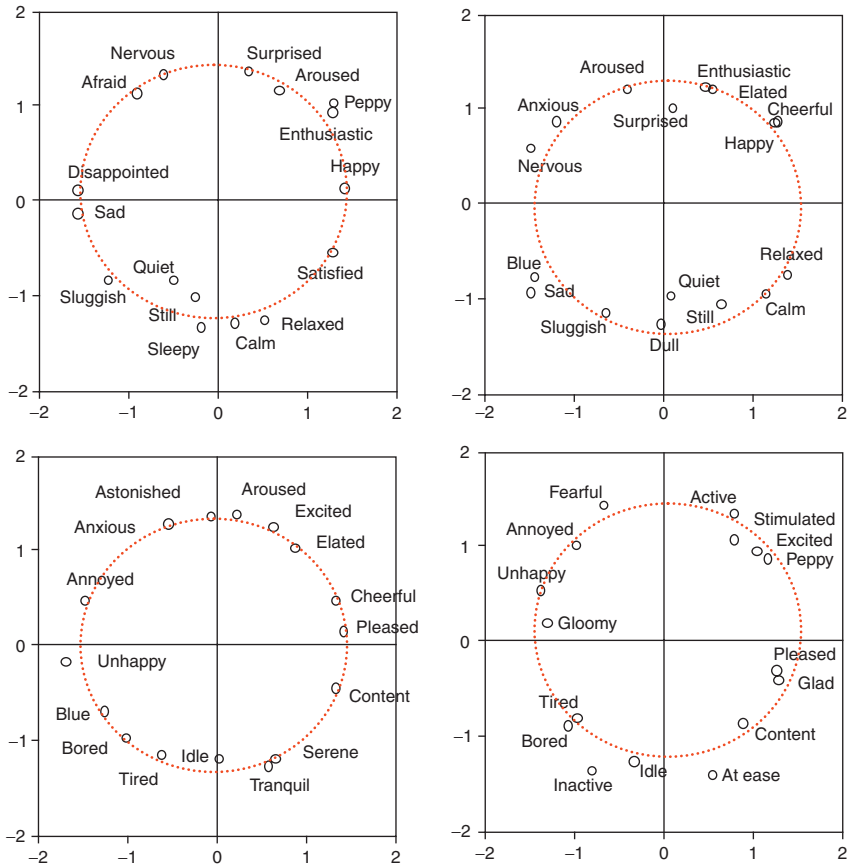 2
Nervous
Surprised
Afraid
Aroused
1
Peppy
Enthusiastic
Disappointed
Happy
0
Sad
Quiet
Satisfied
Sluggish
−1
Still
Relaxed
Sleepy
Calm
−2
−2
−1
0
1
2
2
Aroused
Enthusiastic
Elated
Anxious
Cheerful
1
Surprised
Happy
Nervous
0
Relaxed
Blue
Quiet
Sad
−1
Still
Calm
Sluggish
Dull
−2
−2
−1
0
1
2
2
Astonished
Aroused
Excited
Anxious
Elated
1
Annoyed
Cheerful
Pleased
0
Unhappy
Content
Blue
Bored
Idle
Serene
−1
Tired
Tranquil
−2
−2
−1
0
1
2
2
Fearful
Active
Stimulated
Annoyed
Excited
1
Peppy
Unhappy
Gloomy
0
Pleased
Glad
Tired
Content
Bored
−1
Inactive
Idle
At ease
−2
−2
−1
0
1
2